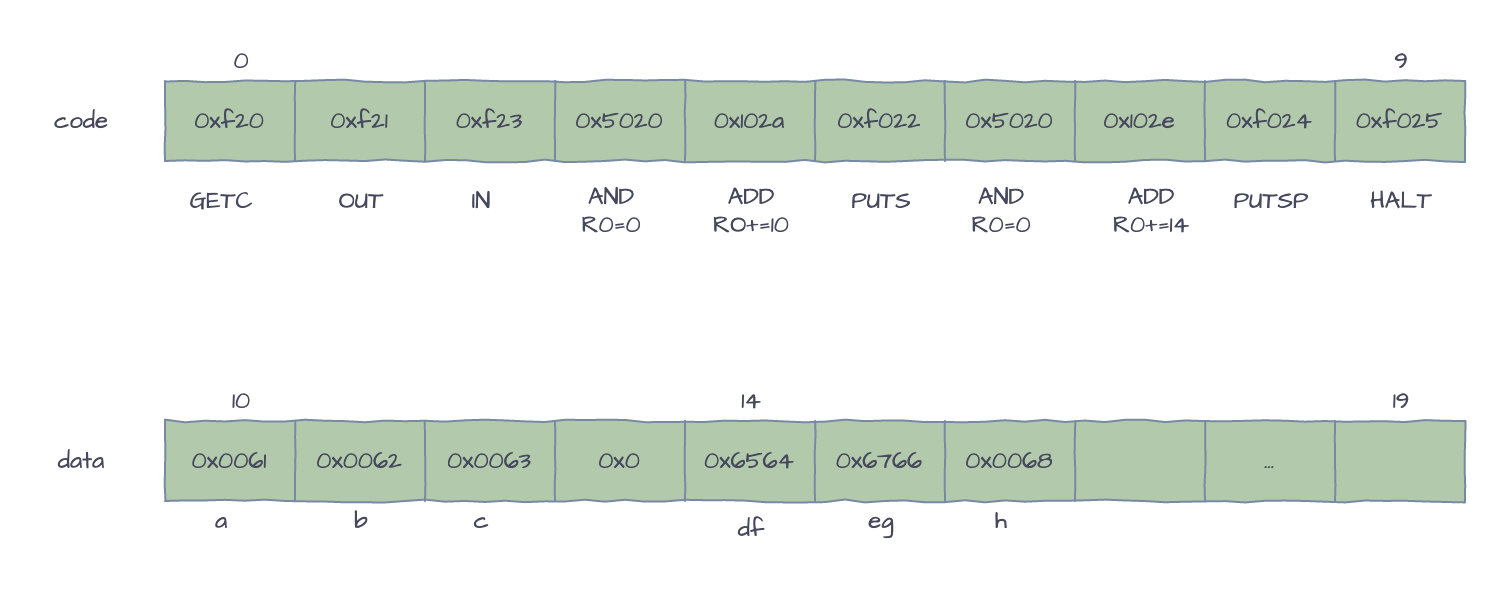 0 9
code 0xf20 0xf21 0xf23 0x5020 0x102a 0xf022 0x5020 0x102e 0xf024 0xf025
GETC OUT IN AND ADD PUTS AND ADD PUTSP HALT
R0=0 R0+=10 R0=0 R0+=14
10 14 19
data 0x0061 0x0062 0x0063 0x0 0x6564 0x6766 0x0068 ...
a b c df eg h